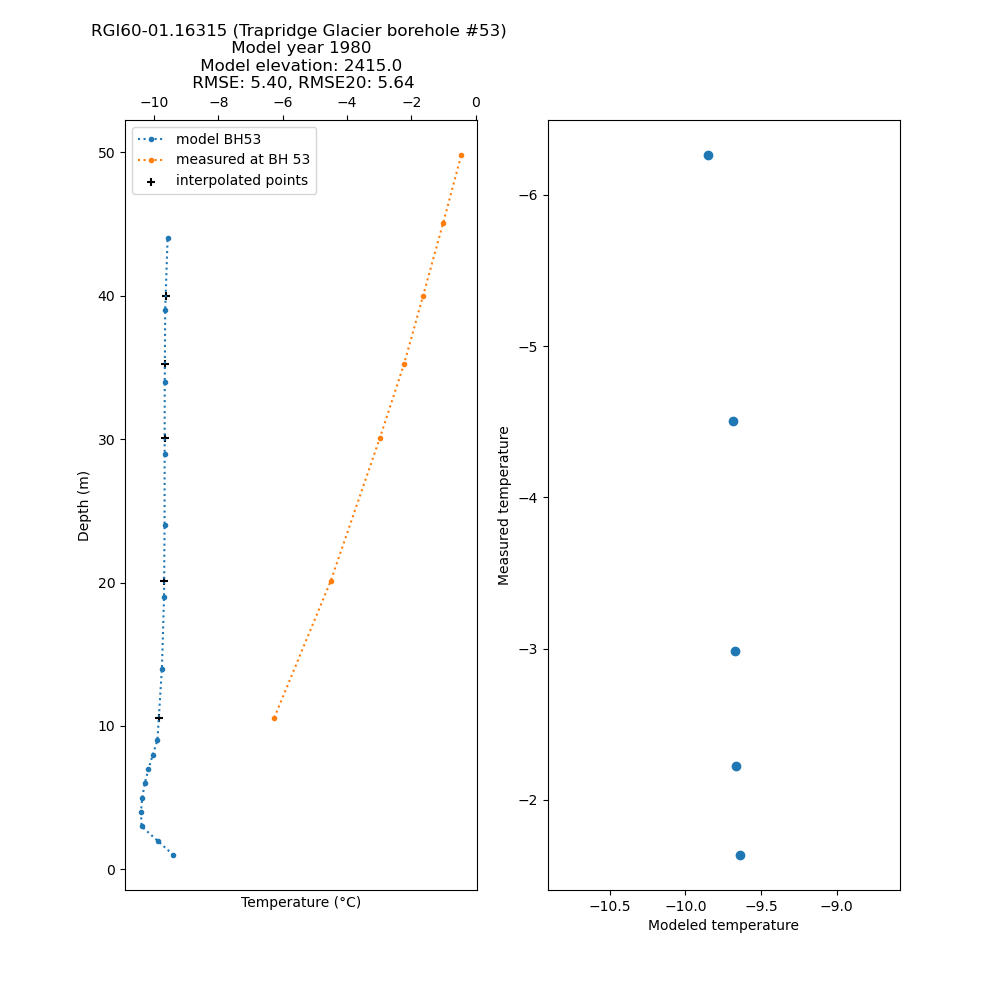 RGI60-01.16315 (Trapridge Glacier borehole #53)
Model year 1980
Model elevation: 2415.0
RMSE: 5.40, RMSE20: 5.64
−10 −8 −6 −4 −2 0
model BH53
measured at BH 53
interpolated points
50
40
30
20
10
0
Depth (m)
Temperature (°C)
−6
−5
−4
−3
−2
Measured temperature
−10.5 −10.0 −9.5 −9.0
Modeled temperature